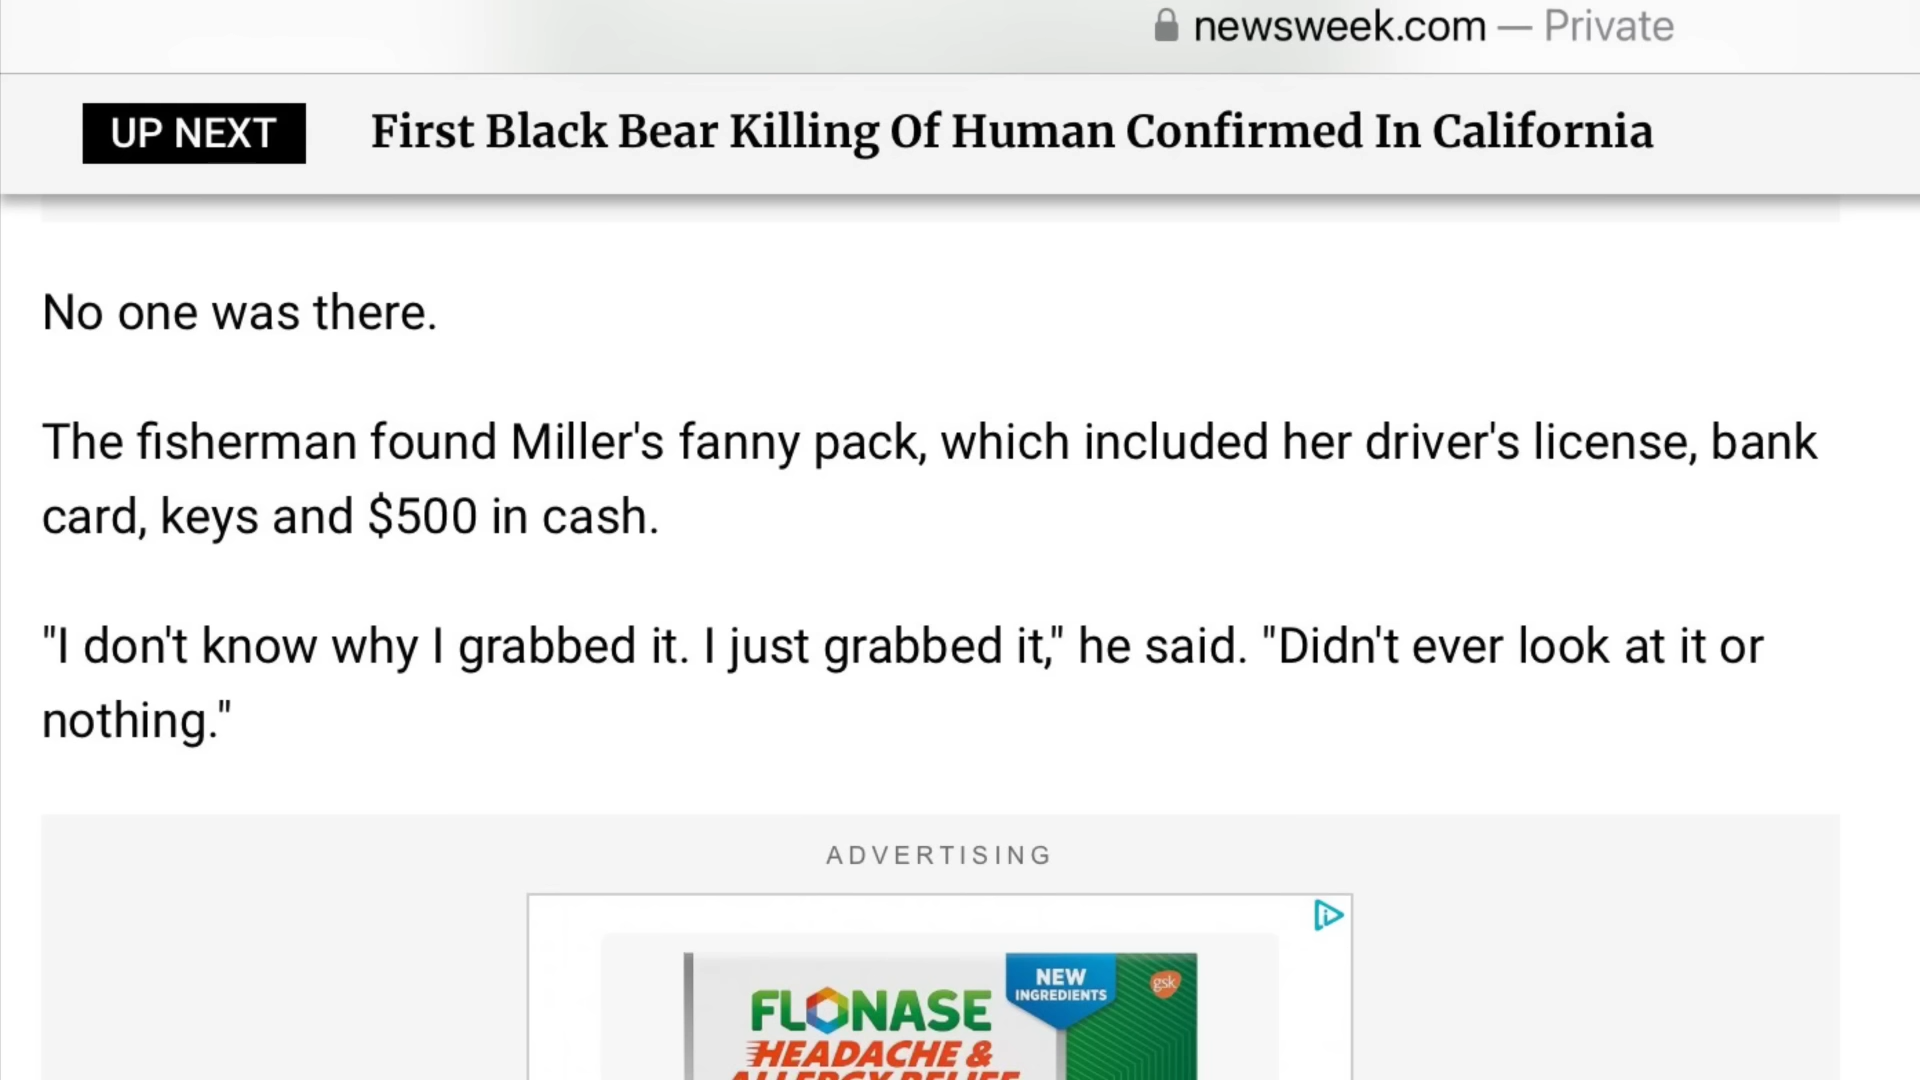 newsweek.com — Private
UP NEXT First Black Bear Killing Of Human Confirmed In California
No one was there.
The fisherman found Miller's fanny pack, which included her driver's license, bank
card, keys and $500 in cash.
"I don't know why I grabbed it. I just grabbed it," he said. "Didn't ever look at it or
nothing."
ADVERTISING
NEW
INGREDIENTS
gsk
FLONASE
HEADACHE &
ALLERGY RELIEF